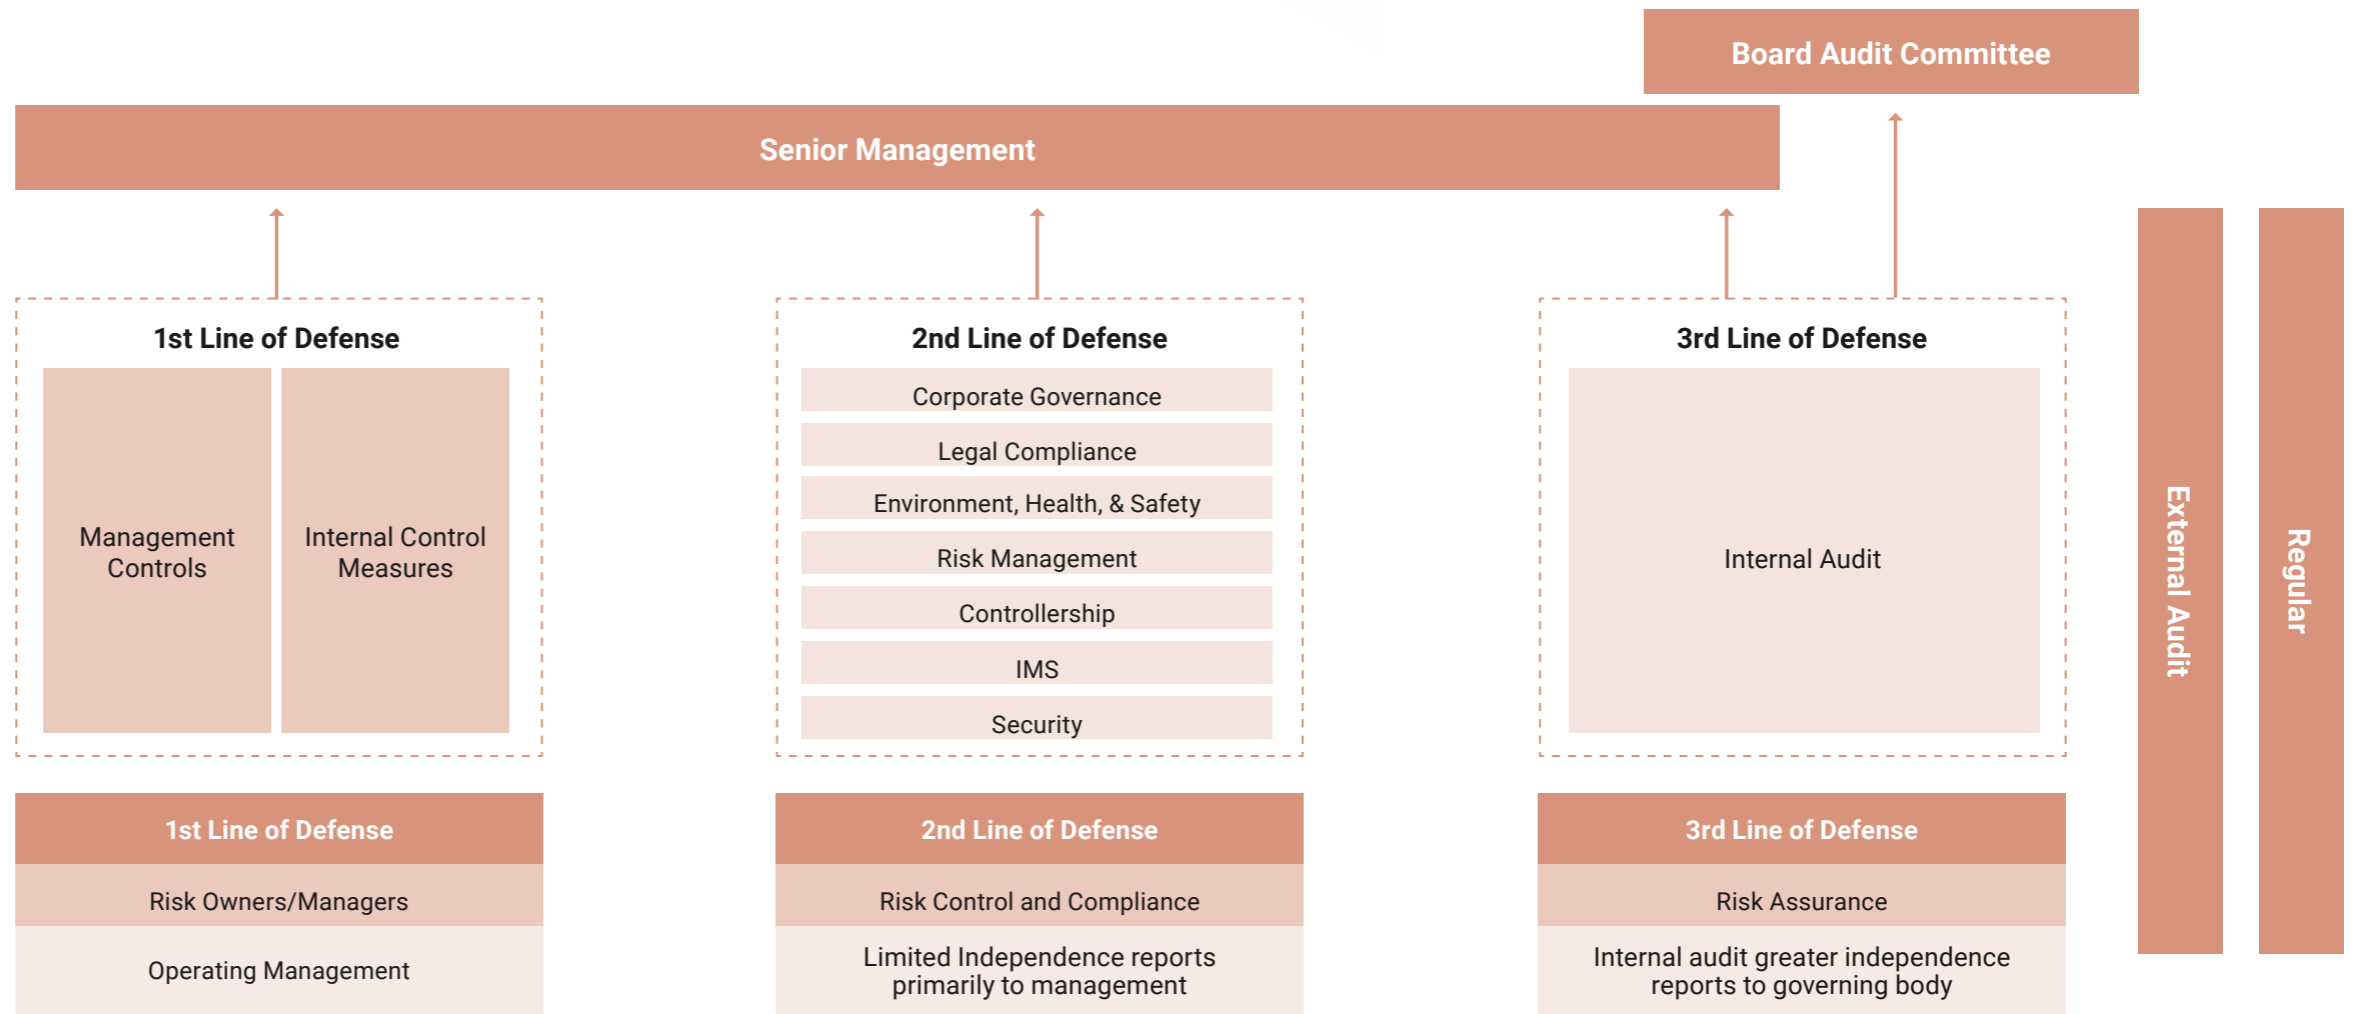 Board Audit Committee
Senior Management
1st Line of Defense
Management
Controls
Internal Control
Measures
2nd Line of Defense
Corporate Governance
Legal Compliance
Environment, Health, & Safety
Risk Management
Controllership
IMS
Security
3rd Line of Defense
Internal Audit
External Audit
Regular
1st Line of Defense
Risk Owners/Managers
Operating Management
2nd Line of Defense
Risk Control and Compliance
Limited Independence reports
primarily to management
3rd Line of Defense
Risk Assurance
Internal audit greater independence
reports to governing body